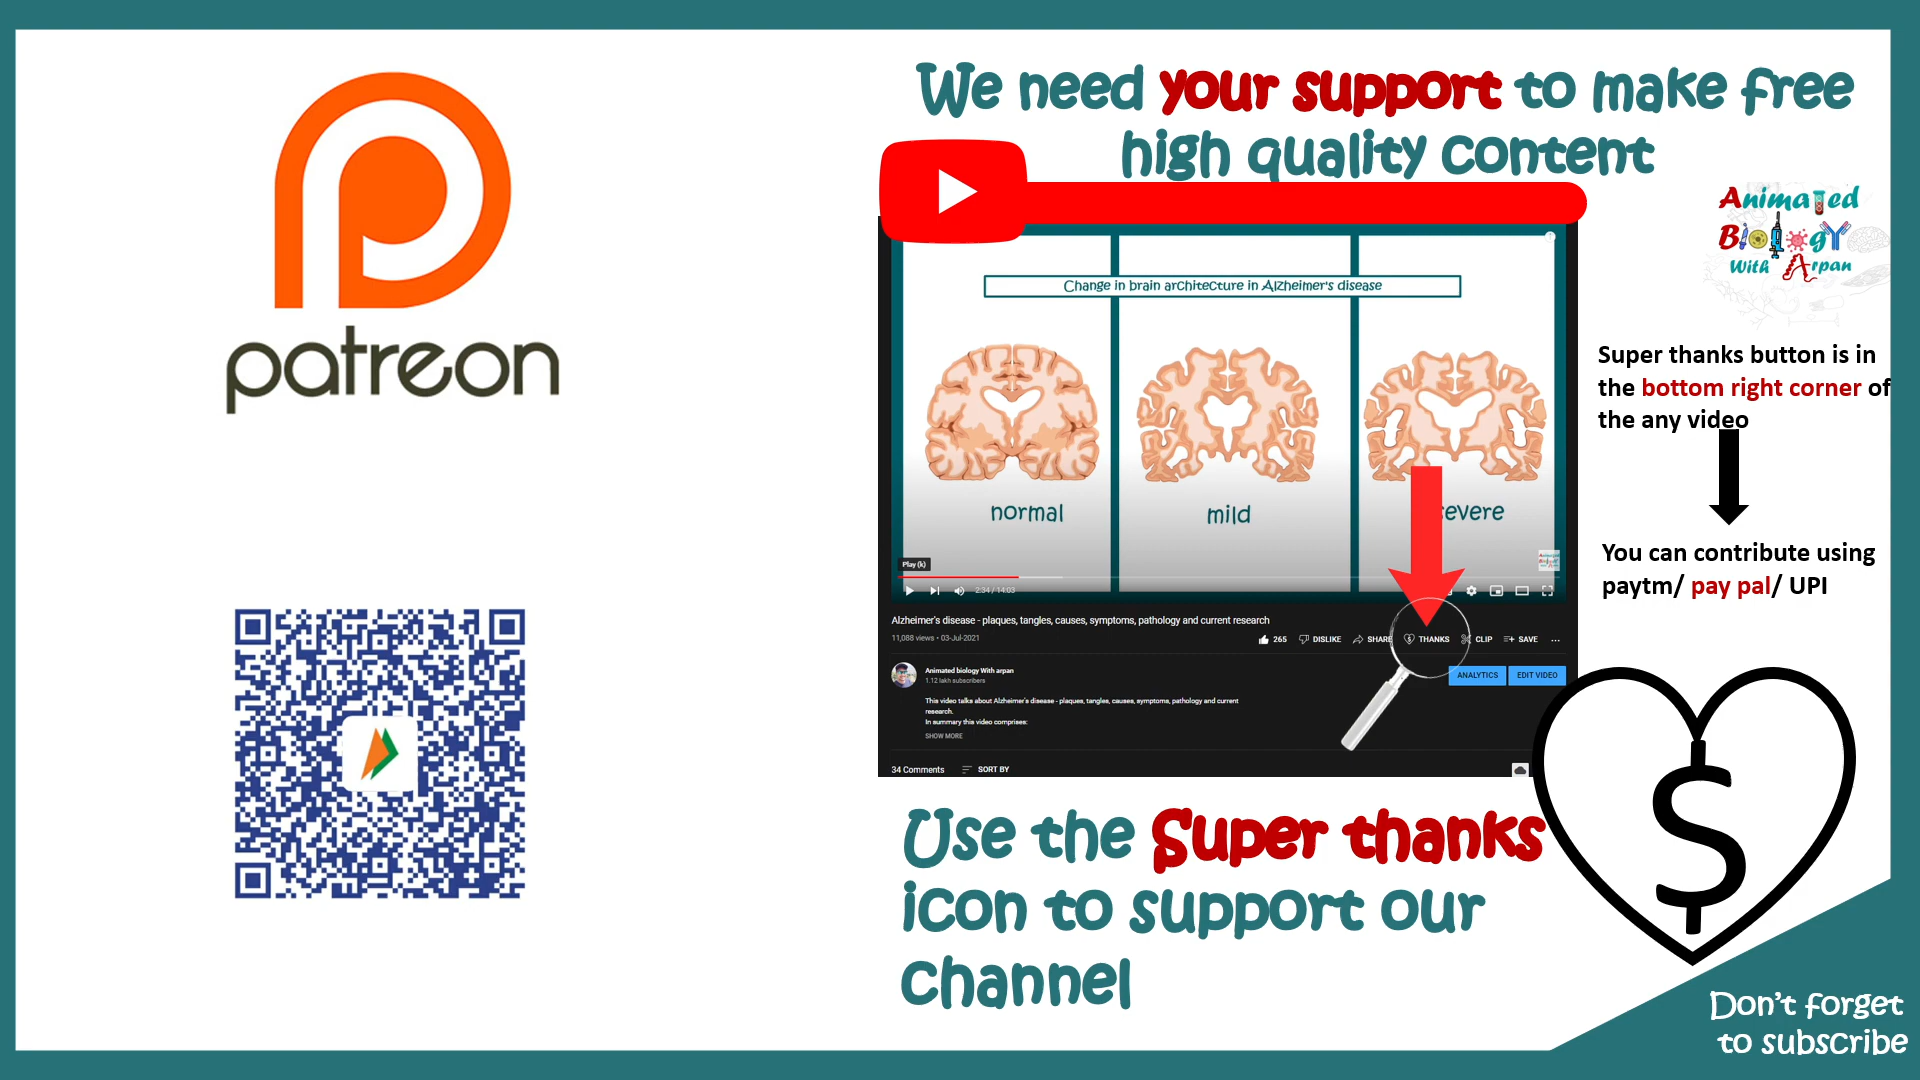 patreon
We need your support to make free
high quality content
Animated
Biology
With Arpan
Change in brain architecture in Alzheimer's disease
normal
mild
severe
Play (k)
2:34 / 14:03
Alzheimer's disease - plaques, tangles, causes, symptoms, pathology and current research
11,088 views • 03-Jul-2021
265 DISLIKE SHARE THANKS CLIP SAVE ...
Animated biology With arpan
1.12 lakh subscribers
ANALYTICS EDIT VIDEO
This video talks about Alzheimer's disease - plaques, tangles, causes, symptoms, pathology and current
research.
In summary this video comprises:
SHOW MORE
34 Comments SORT BY
Super thanks button is in
the bottom right corner of
the any video
You can contribute using
paytm/ pay pal/ UPI
$
Use the Super thanks
icon to support our
channel
Don't forget
to subscribe